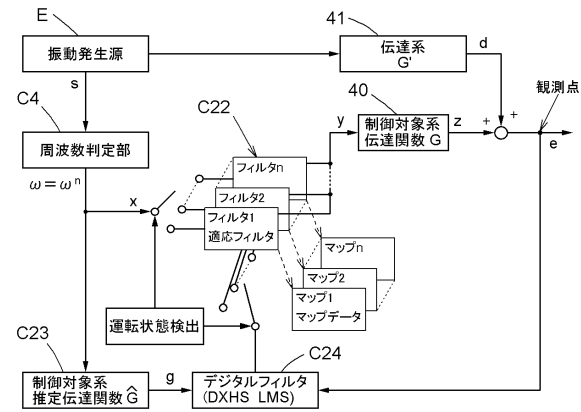 E
振動発生源
s
C4
周波数判定部
ω=ωⁿ
41
伝達系
G'
d
40
制御対象系
伝達関数 G
y
z
+
+
観測点
e
C22
フィルタn
フィルタ2
フィルタ1
適応フィルタ
x
マップn
マップ2
マップ1
マップデータ
運転状態検出
C23
制御対象系
推定伝達関数 Ĝ
g
C24
デジタルフィルタ
(DXHS LMS)